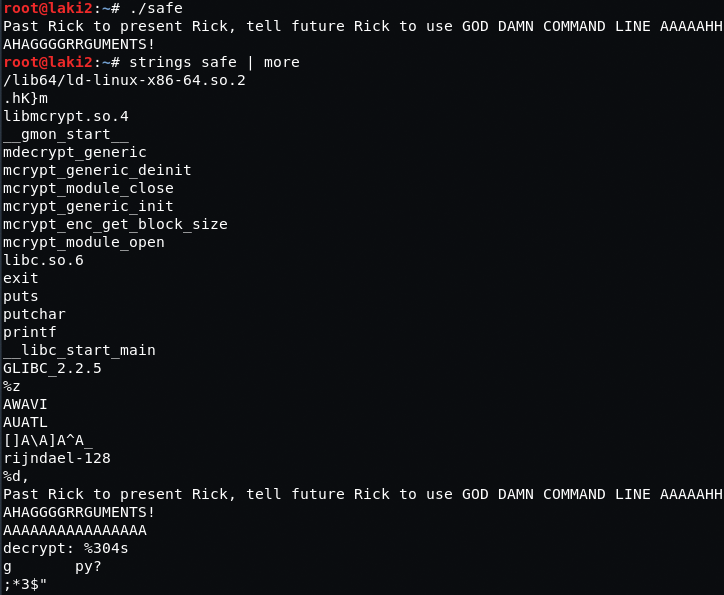 root@laki2:~# ./safe
Past Rick to present Rick, tell future Rick to use GOD DAMN COMMAND LINE AAAAAHH
AHAGGGGRRGUMENTS!
root@laki2:~# strings safe | more
/lib64/ld-linux-x86-64.so.2
.hK}m
libmcrypt.so.4
__gmon_start__
mdecrypt_generic
mcrypt_generic_deinit
mcrypt_module_close
mcrypt_generic_init
mcrypt_enc_get_block_size
mcrypt_module_open
libc.so.6
exit
puts
putchar
printf
__libc_start_main
GLIBC_2.2.5
%z
AWAVI
AUATL
[]A\A]A^A_
rijndael-128
%d,
Past Rick to present Rick, tell future Rick to use GOD DAMN COMMAND LINE AAAAAHH
AHAGGGGRRGUMENTS!
AAAAAAAAAAAAAAAA
decrypt: %304s
g       py?
;*3$"